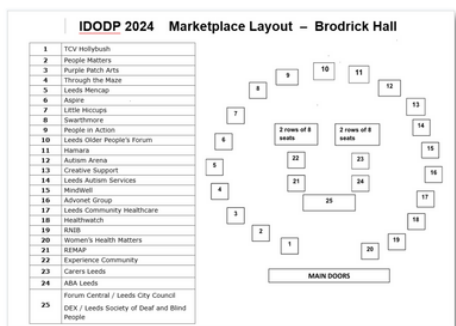 IDODP 2024 Marketplace Layout – Brodrick Hall
1 TCV Hollybush
2 People Matters
3 Purple Patch Arts
4 Through the Maze
5 Leeds Mencap
6 Aspire
7 Little Hiccups
8 Swarthmore
9 People in Action
10 Leeds Older People's Forum
11 Hamara
12 Autism Arena
13 Creative Support
14 Leeds Autism Services
15 MindWell
16 Advonet Group
17 Leeds Community Healthcare
18 Healthwatch
19 RNIB
20 Women's Health Matters
21 REMAP
22 Experience Community
23 Carers Leeds
24 ABA Leeds
25 Forum Central / Leeds City Council
DEX / Leeds Society of Deaf and Blind
People
10
11
9
12
8
13
7
14
2 rows of 8
seats
2 rows of 8
seats
6
15
22
23
5
16
21
24
4
17
25
3
18
2
19
1
20
MAIN DOORS